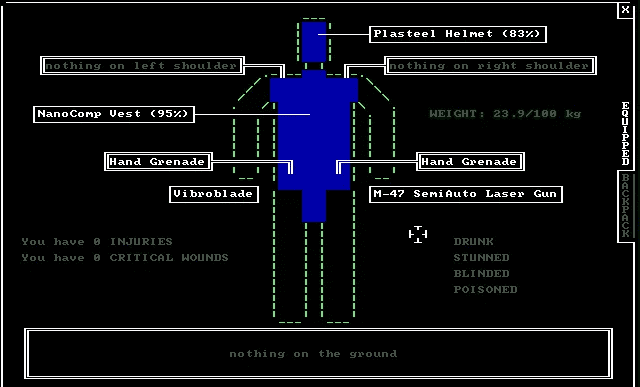 X
Plasteel Helmet (83%)
nothing on left shoulder
nothing on right shoulder
NanoComp Vest (95%)
WEIGHT: 23.9/100 kg
EQUIPPED
Hand Grenade
Hand Grenade
BACKPACK
Vibroblade
M-47 SemiAuto Laser Gun
You have 0 INJURIES
You have 0 CRITICAL WOUNDS
DRUNK
STUNNED
BLINDED
POISONED
nothing on the ground